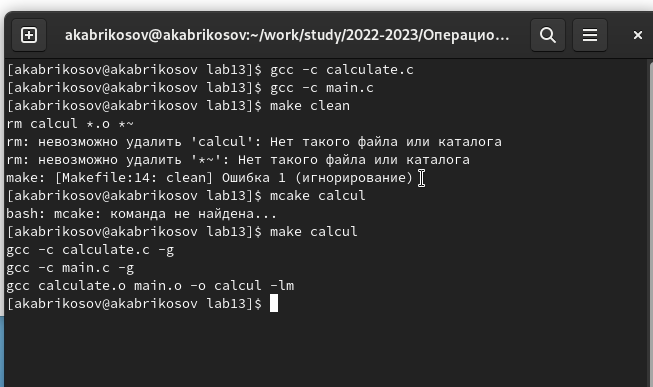 akabrikosov@akabrikosov:~/work/study/2022-2023/Операцио...
[akabrikosov@akabrikosov lab13]$ gcc -c calculate.c
[akabrikosov@akabrikosov lab13]$ gcc -c main.c
[akabrikosov@akabrikosov lab13]$ make clean
rm calcul *.o *~
rm: невозможно удалить 'calcul': Нет такого файла или каталога
rm: невозможно удалить '*~': Нет такого файла или каталога
make: [Makefile:14: clean] Ошибка 1 (игнорирование)
[akabrikosov@akabrikosov lab13]$ mcake calcul
bash: mcake: команда не найдена...
[akabrikosov@akabrikosov lab13]$ make calcul
gcc -c calculate.c -g
gcc -c main.c -g
gcc calculate.o main.o -o calcul -lm
[akabrikosov@akabrikosov lab13]$